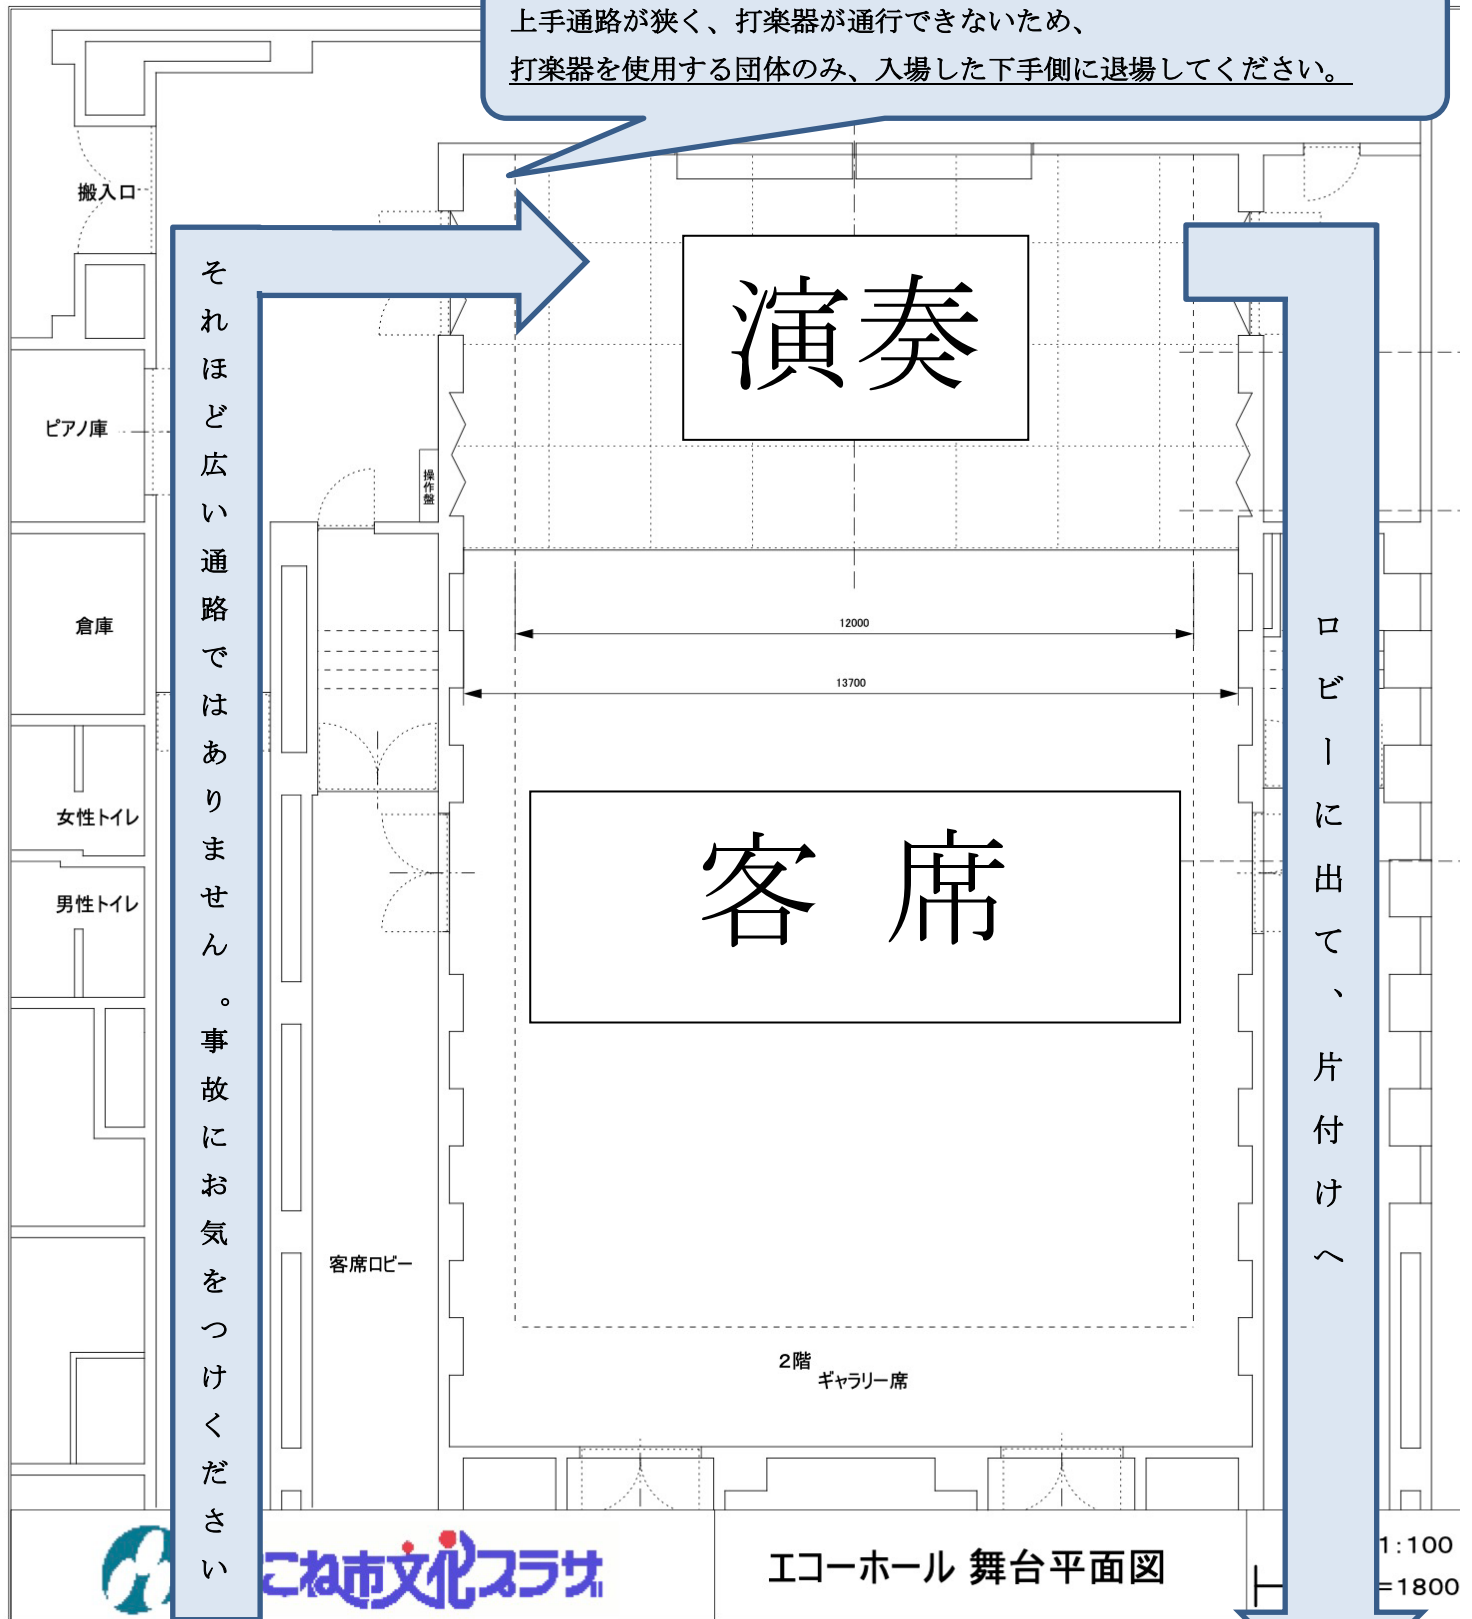 上手通路が狭く、打楽器が通行できないため、
打楽器を使用する団体のみ、入場した下手側に退場してください。
搬入口
それほど広い通路ではありません。事故にお気をつけください
演奏
ピアノ庫
操作盤
倉庫
12000
13700
ロビーに出て、片付けへ
女性トイレ
客 席
男性トイレ
客席ロビー
2階
ギャラリー席
こね市文化プラザ
エコーホール 舞台平面図
1:100
=1800